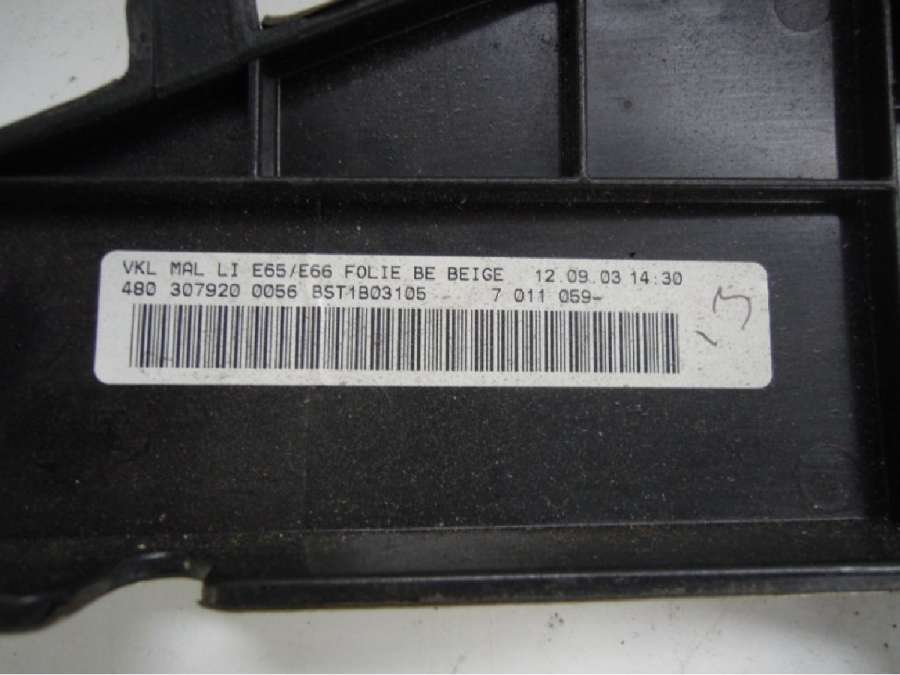 VKL MAL LI E65/E66 FOLIE BE BEIGE 12.09.03 14:30
480 307920 0056 BST1B03105 7 011 059-